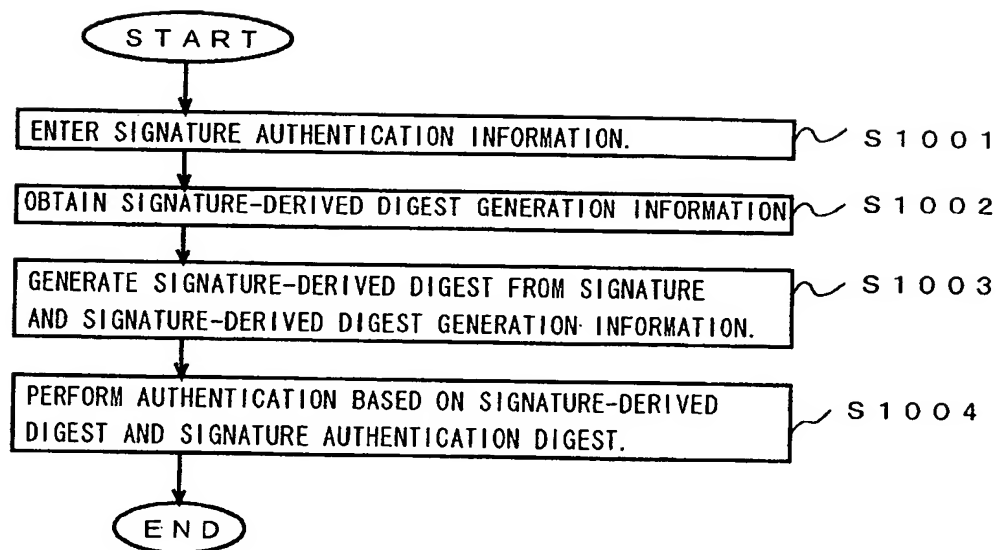 START
ENTER SIGNATURE AUTHENTICATION INFORMATION.
S1001
OBTAIN SIGNATURE-DERIVED DIGEST GENERATION INFORMATION
S1002
GENERATE SIGNATURE-DERIVED DIGEST FROM SIGNATURE
AND SIGNATURE-DERIVED DIGEST GENERATION INFORMATION.
S1003
PERFORM AUTHENTICATION BASED ON SIGNATURE-DERIVED
DIGEST AND SIGNATURE AUTHENTICATION DIGEST.
S1004
END